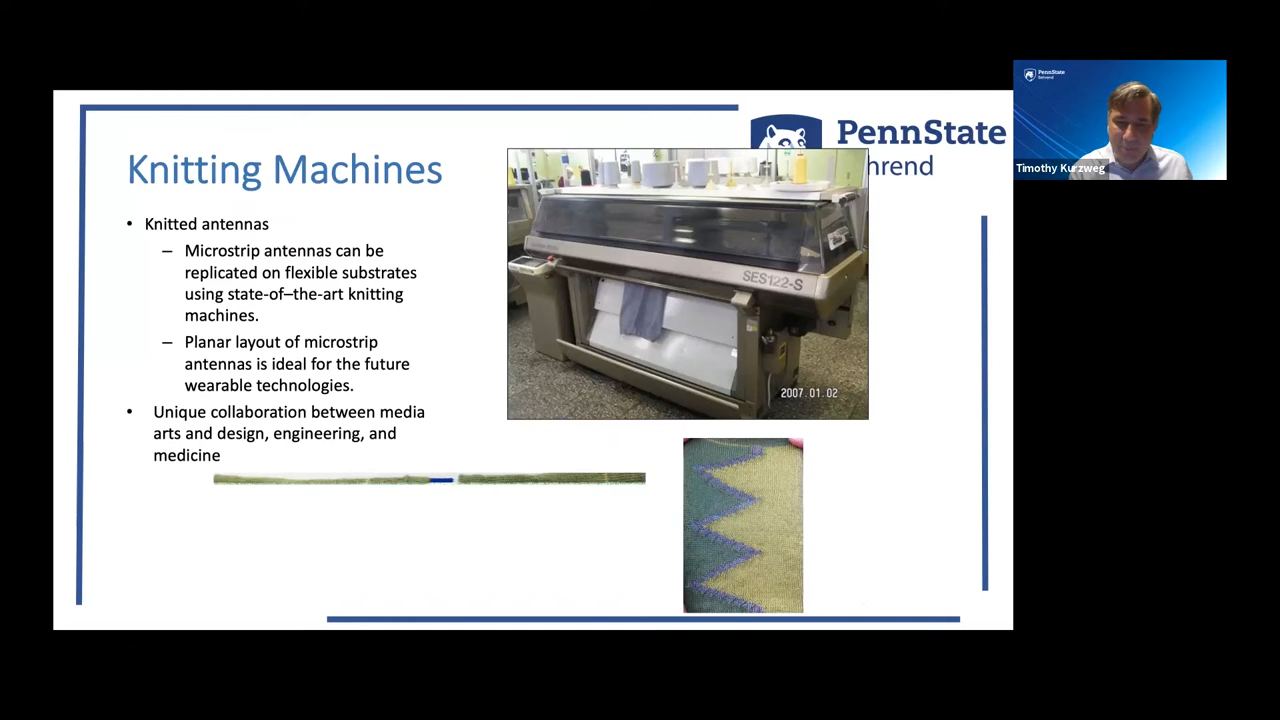 PennState
Behrend
Timothy Kurzweg
PennState
hrend
Knitting Machines
• Knitted antennas
– Microstrip antennas can be
replicated on flexible substrates
using state-of–the-art knitting
machines.
– Planar layout of microstrip
antennas is ideal for the future
wearable technologies.
• Unique collaboration between media
arts and design, engineering, and
medicine
SES122-S
2007.01.02